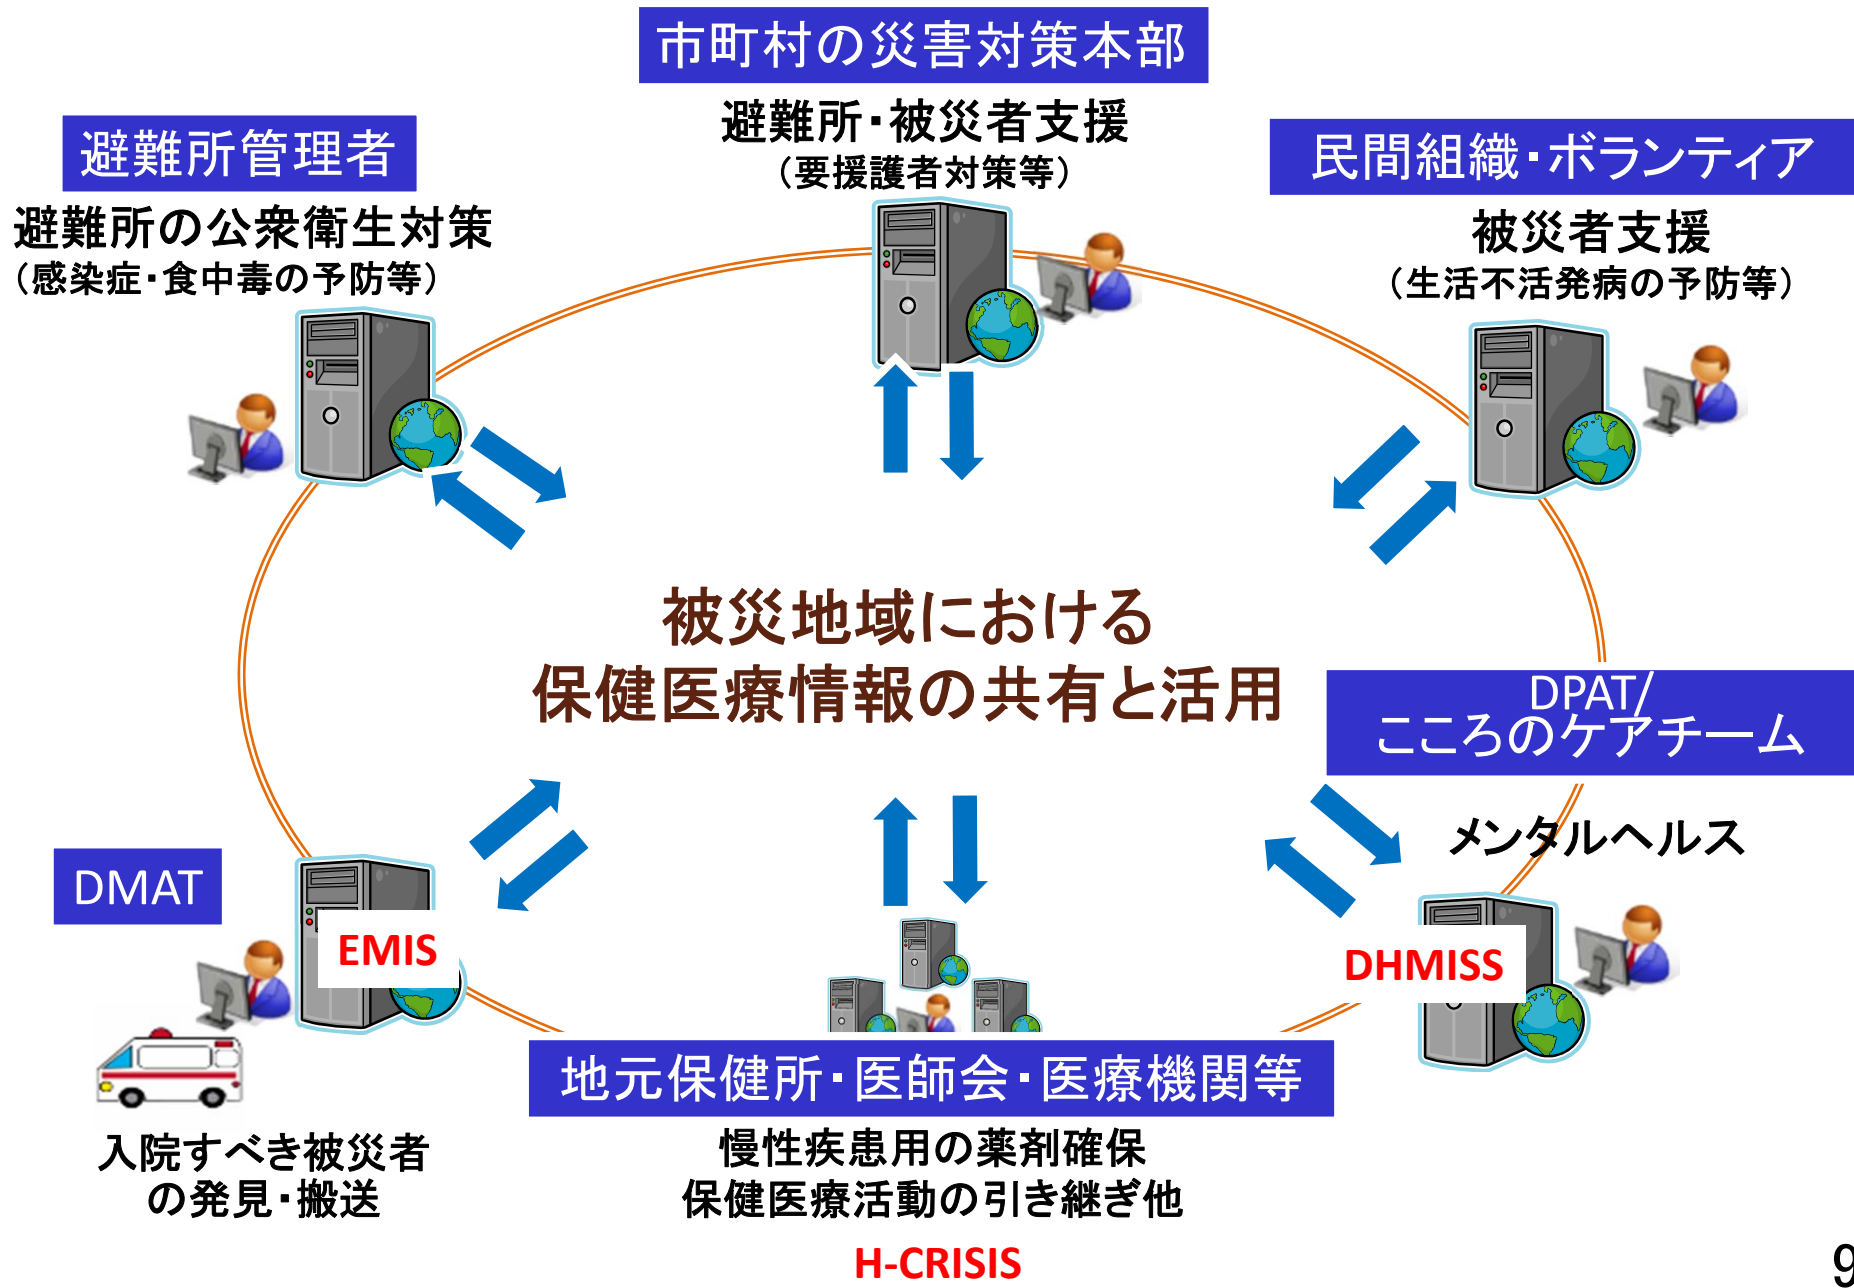 市町村の災害対策本部
避難所・被災者支援
（要援護者対策等）
避難所管理者
避難所の公衆衛生対策
（感染症・食中毒の予防等）
民間組織・ボランティア
被災者支援
（生活不活発病の予防等）
被災地域における
保健医療情報の共有と活用
DPAT/
こころのケアチーム
メンタルヘルス
DHMISS
DMAT
EMIS
入院すべき被災者
の発見・搬送
地元保健所・医師会・医療機関等
慢性疾患用の薬剤確保
保健医療活動の引き継ぎ他
H-CRISIS
9